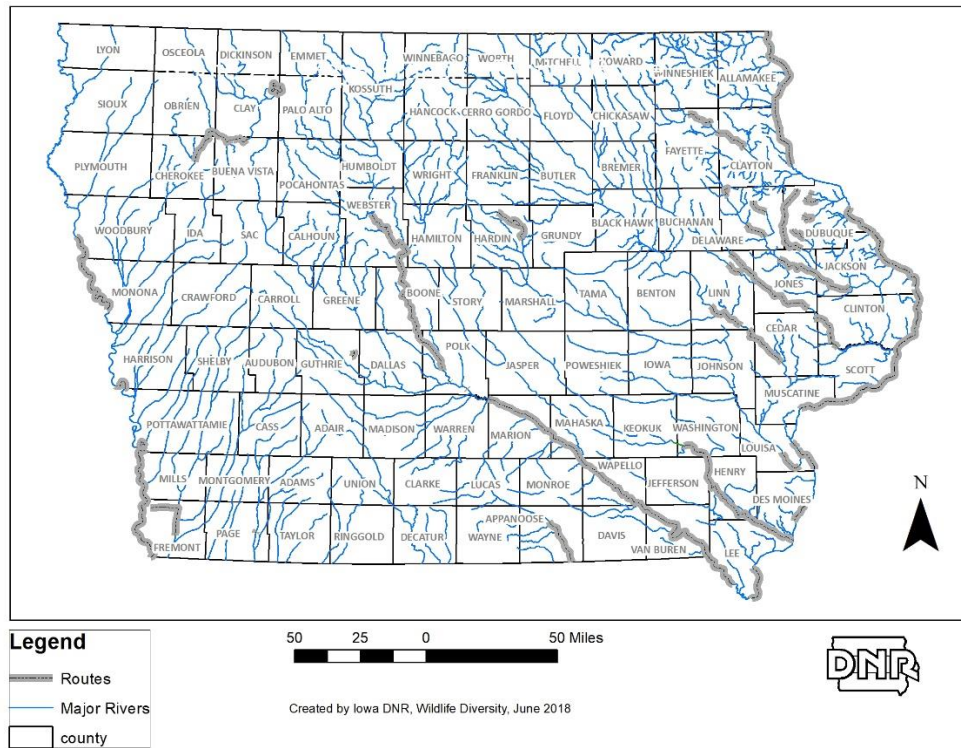 LYON OSCEOLA DICKINSON EMMET WINNEBAGO WORTH MITCHELL HOWARD WINNESHIEK ALLAMAKEE
KOSSUTH
SIOUX OBRIEN CLAY PALO ALTO HANCOCK CERRO GORDO FLOYD CHICKASAW
PLYMOUTH CHEROKEE BUENA VISTA POCAHONTAS HUMBOLDT WRIGHT FRANKLIN BUTLER BREMER FAYETTE CLAYTON
WEBSTER
WOODBURY IDA SAC CALHOUN HAMILTON HARDIN GRUNDY BLACK HAWK BUCHANAN DELAWARE DUBUQUE
JACKSON
MONONA CRAWFORD CARROLL GREENE BOONE STORY MARSHALL TAMA BENTON LINN JONES
CLINTON
CEDAR
HARRISON SHELBY AUDUBON GUTHRIE DALLAS POLK JASPER POWESHIEK IOWA JOHNSON SCOTT
MUSCATINE
POTTAWATTAMIE CASS ADAIR MADISON WARREN MARION MAHASKA KEOKUK WASHINGTON
LOUISA
MILLS MONTGOMERY ADAMS UNION CLARKE LUCAS MONROE WAPELLO JEFFERSON HENRY
DES MOINES
FREMONT PAGE TAYLOR RINGGOLD DECATUR WAYNE APPANOOSE DAVIS VAN BUREN LEE
N
Legend
Routes
Major Rivers
county
50 25 0 50 Miles
Created by Iowa DNR, Wildlife Diversity, June 2018
DNR